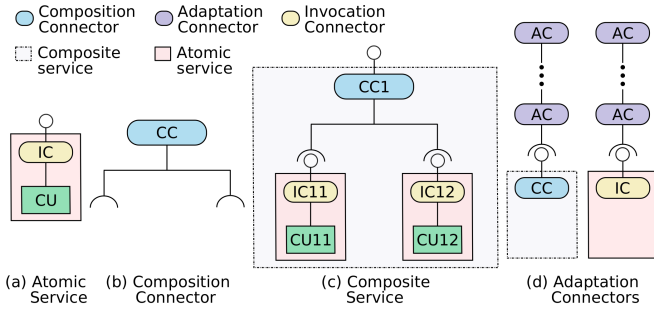 Composition Connector
Adaptation Connector
Invocation Connector
Composite service
Atomic service
IC
CU
(a) Atomic Service
CC
(b) Composition Connector
CC1
IC11
IC12
CU11
CU12
(c) Composite Service
AC
AC
AC
AC
CC
IC
(d) Adaptation Connectors